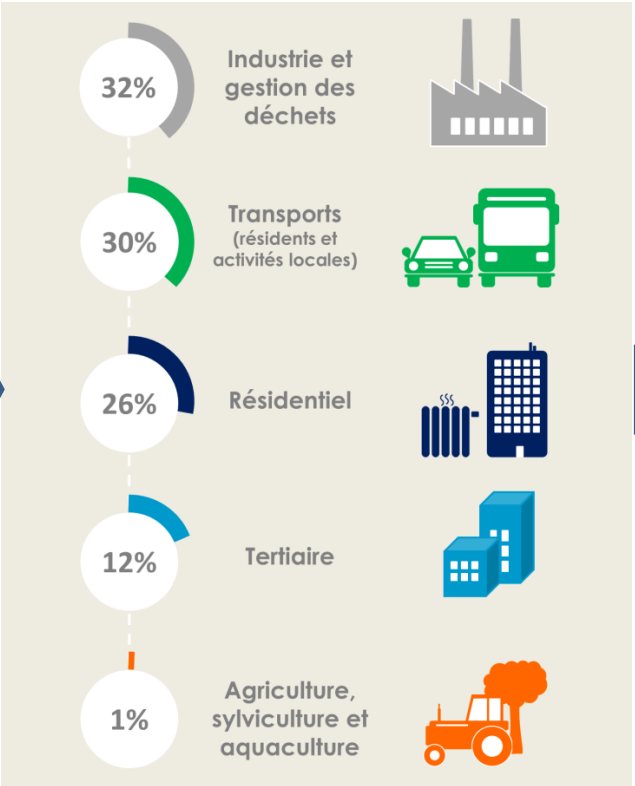 32%
Industrie et
gestion des
déchets
30%
Transports
(résidents et
activités locales)
26%
Résidentiel
12%
Tertiaire
1%
Agriculture,
sylviculture et
aquaculture